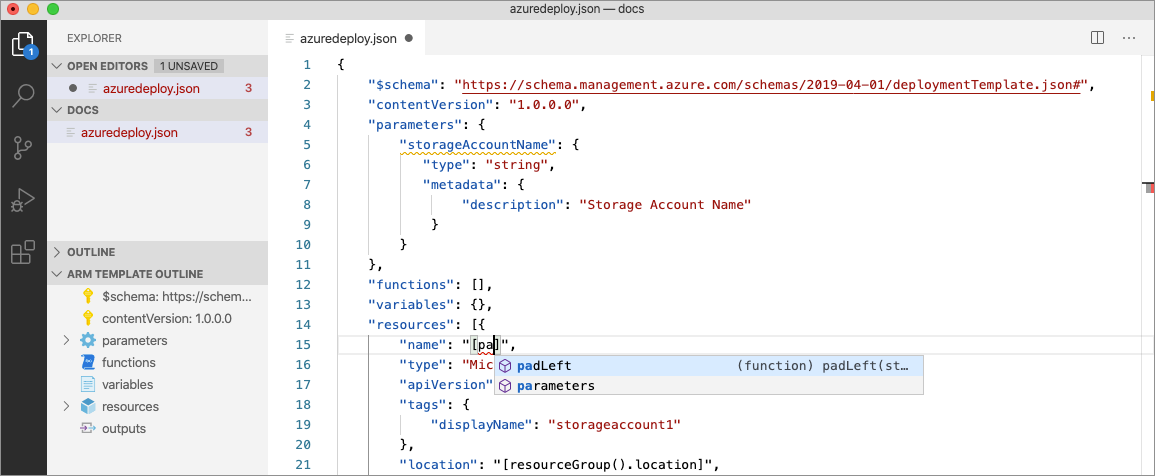 azuredeploy.json — docs
EXPLORER
OPEN EDITORS 1 UNSAVED
azuredeploy.json 3
DOCS
azuredeploy.json 3
OUTLINE
ARM TEMPLATE OUTLINE
$schema: https://schem...
contentVersion: 1.0.0.0
parameters
functions
variables
resources
outputs
1
azuredeploy.json
1 {
2 "$schema": "https://schema.management.azure.com/schemas/2019-04-01/deploymentTemplate.json#",
3 "contentVersion": "1.0.0.0",
4 "parameters": {
5 "storageAccountName": {
6 "type": "string",
7 "metadata": {
8 "description": "Storage Account Name"
9 }
10 }
11 },
12 "functions": [],
13 "variables": {},
14 "resources": [{
15 "name": "[pa]",
16 "type": "Mic
padLeft (function) padLeft(st…
17 "apiVersion"
parameters
18 "tags": {
19 "displayName": "storageaccount1"
20 },
21 "location": "[resourceGroup().location]",